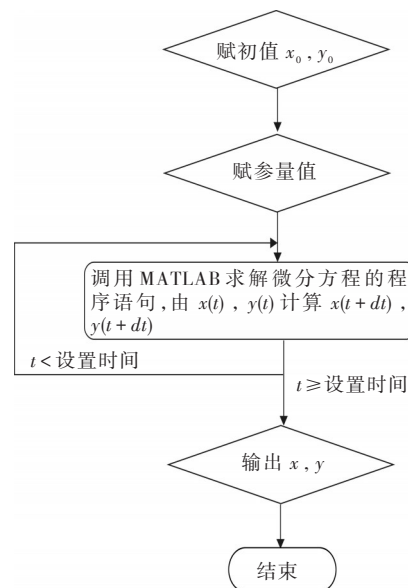 赋初值 x₀ , y₀
赋参量值
调用 MATLAB 求解微分方程的程
序语句,由 x(t) , y(t) 计算 x(t + dt) ,
y(t + dt)
t < 设置时间
t ≥ 设置时间
输出 x , y
结束